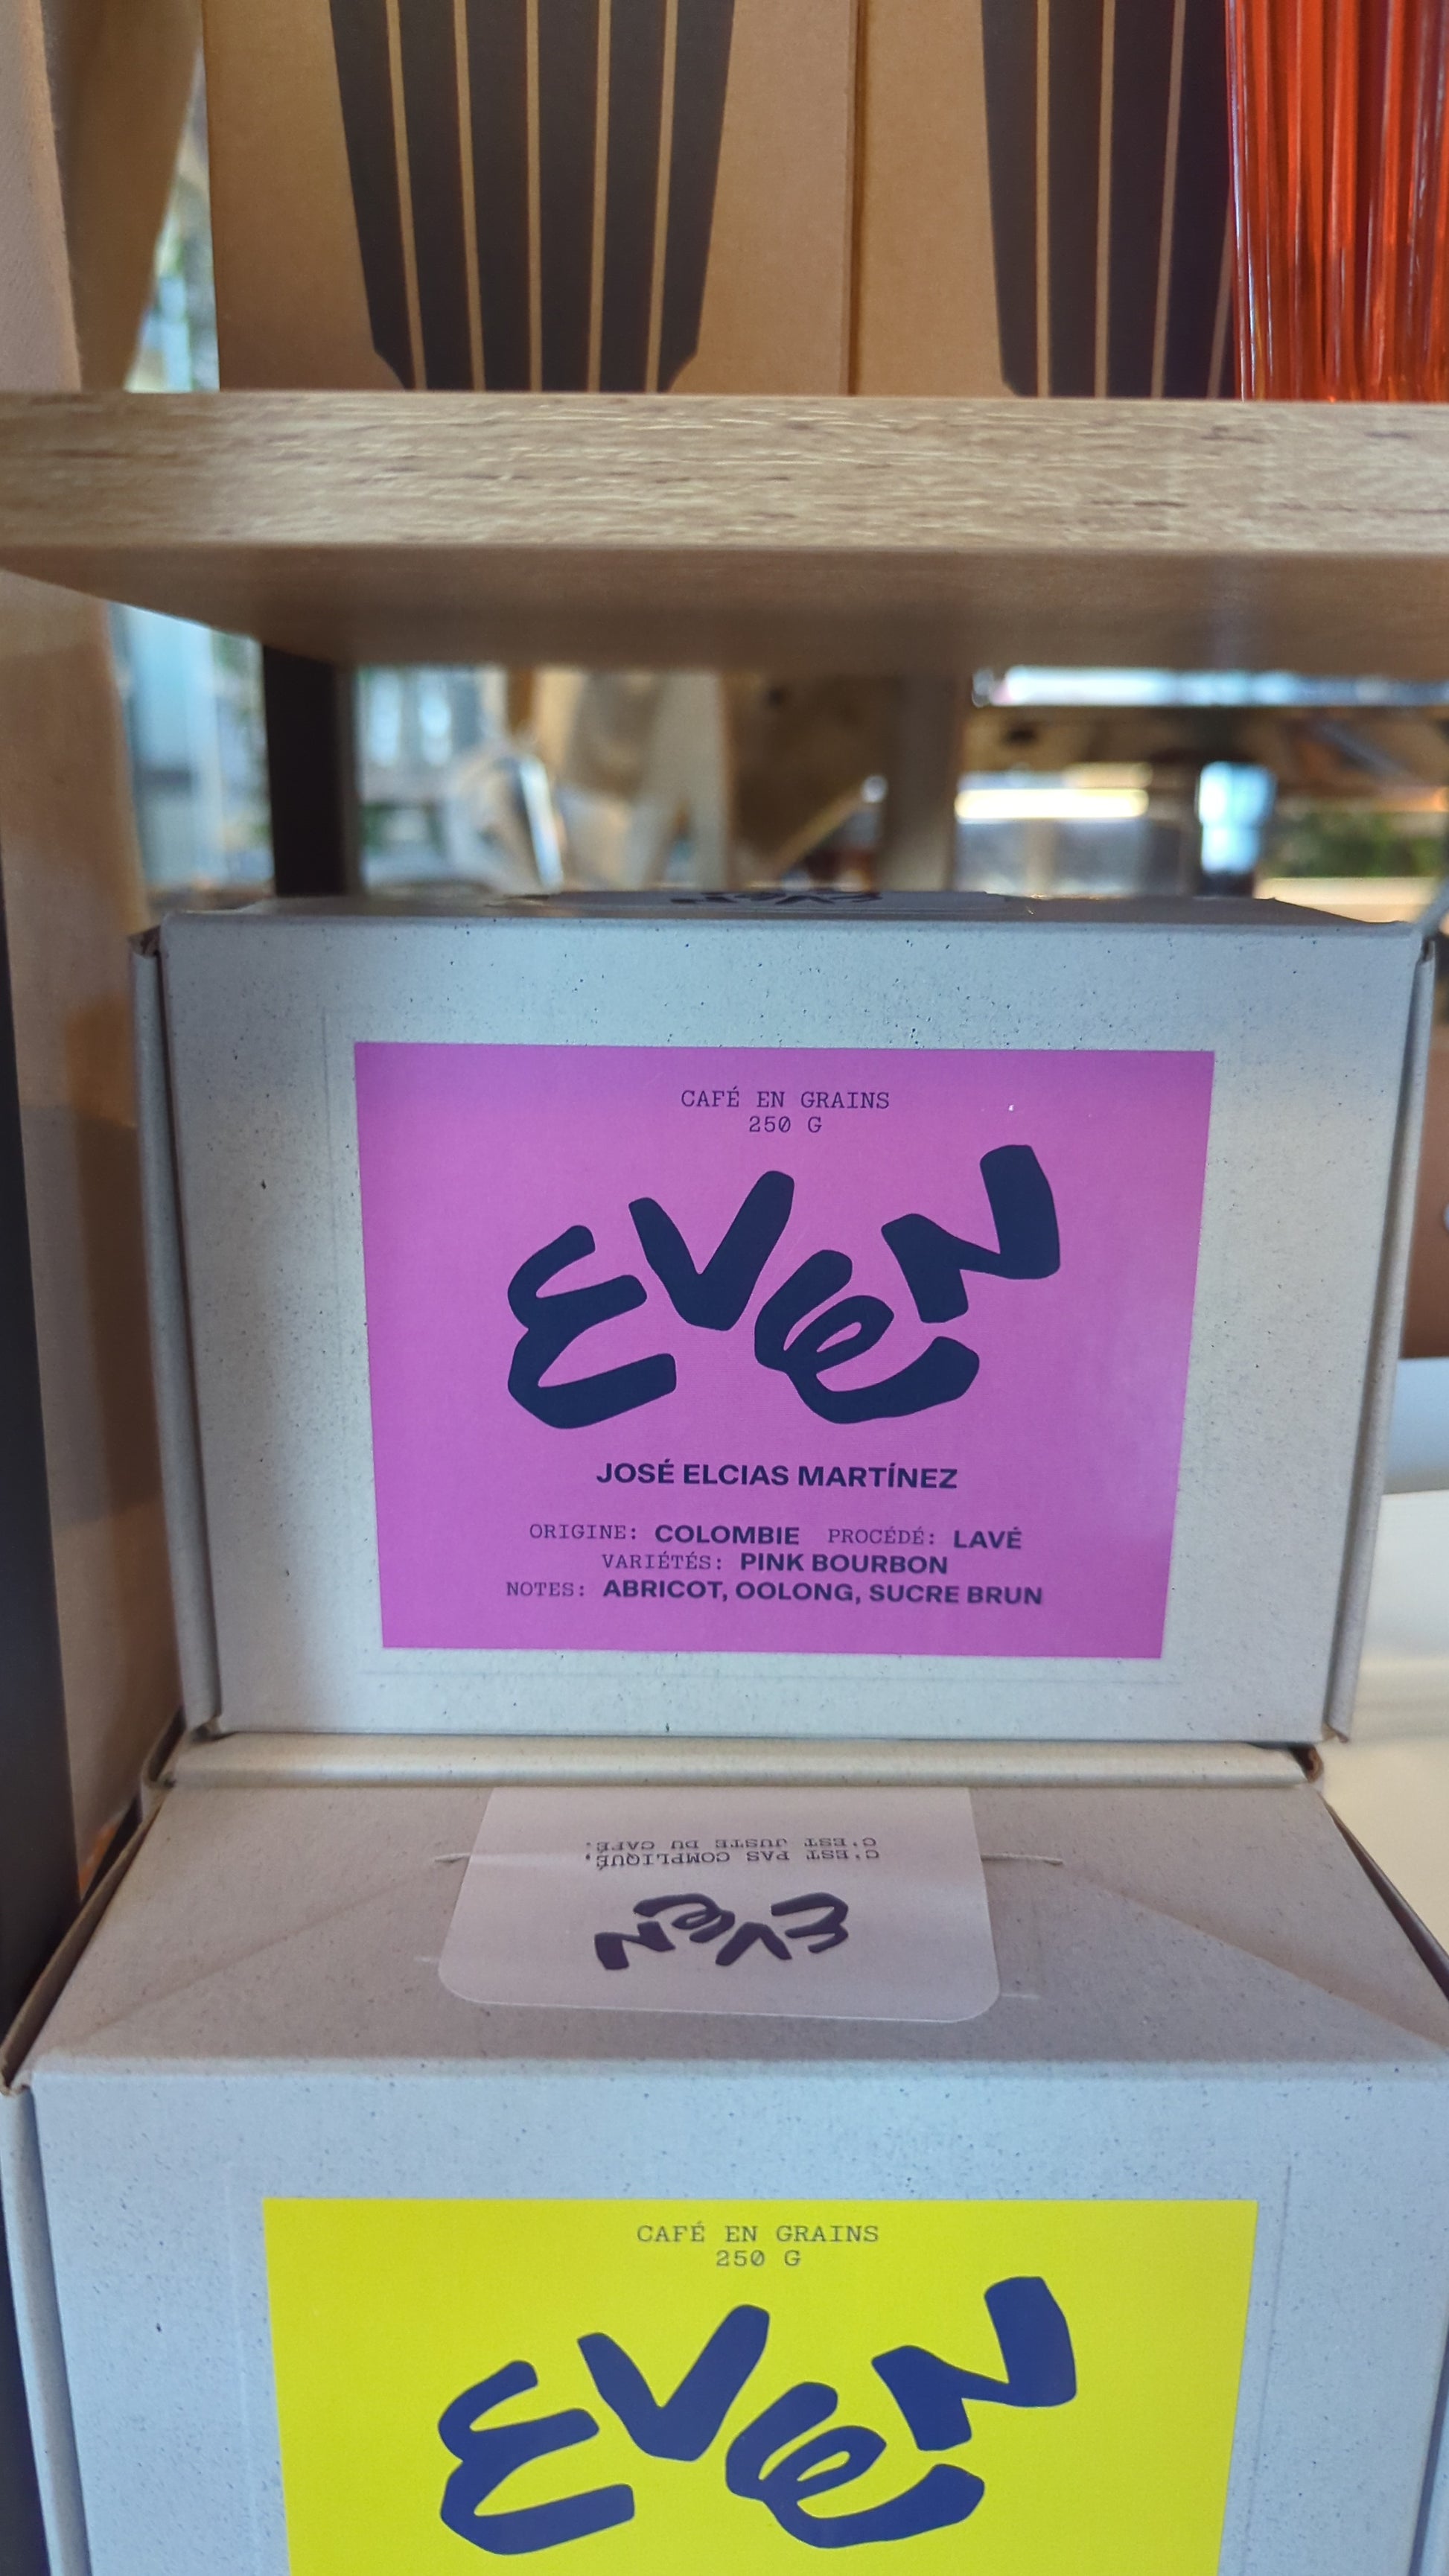 CAFÉ EN GRAINS
250 G
EVEN
JOSÉ ELCIAS MARTÍNEZ
ORIGINE: COLOMBIE PROCÉDÉ: LAVÉ
VARIÉTÉS: PINK BOURBON
NOTES: ABRICOT, OOLONG, SUCRE BRUN
EVEN
C'EST PAS COMPLIQUÉ,
C'EST JUSTE DU CAFÉ.
CAFÉ EN GRAINS
250 G
EVEN